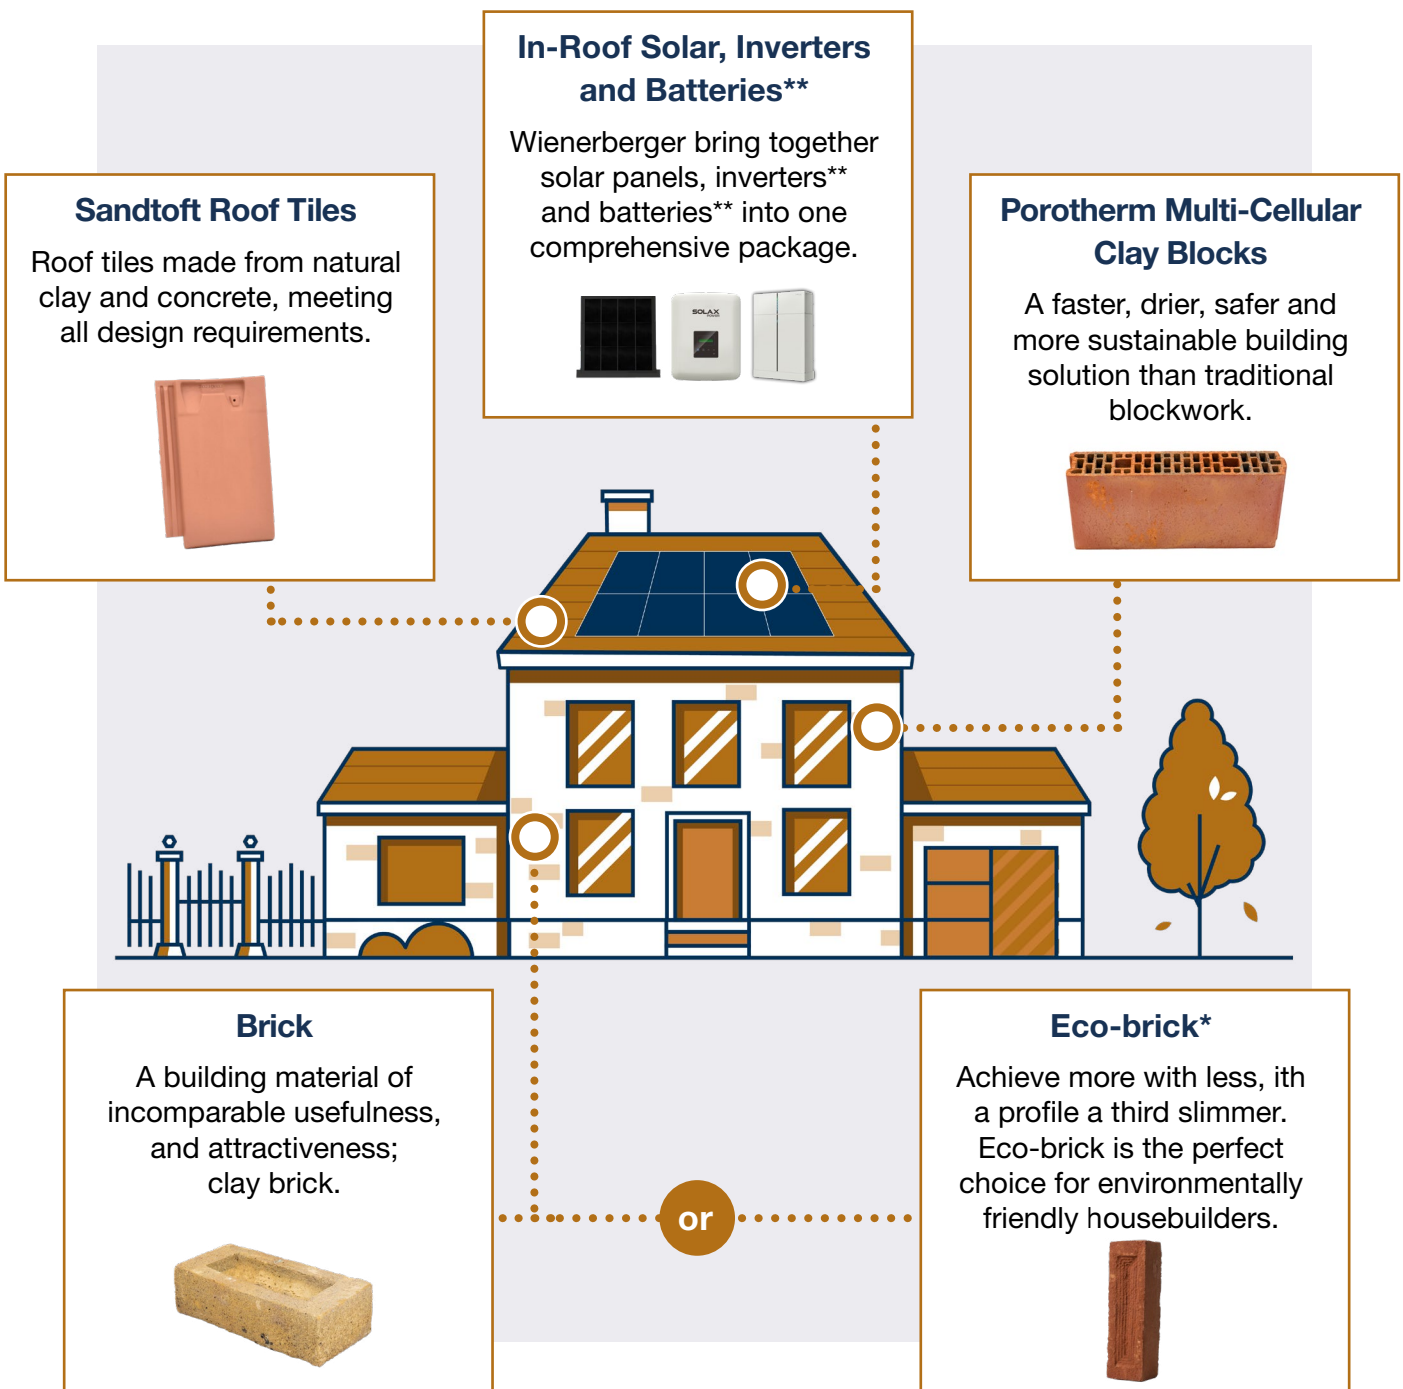 In-Roof Solar, Inverters
and Batteries**
Wienerberger bring together
solar panels, inverters**
and batteries** into one
comprehensive package.
SOLAX
POWER
Sandtoft Roof Tiles
Roof tiles made from natural
clay and concrete, meeting
all design requirements.
Porotherm Multi-Cellular
Clay Blocks
A faster, drier, safer and
more sustainable building
solution than traditional
blockwork.
Brick
A building material of
incomparable usefulness,
and attractiveness;
clay brick.
or
Eco-brick*
Achieve more with less, ith
a profile a third slimmer.
Eco-brick is the perfect
choice for environmentally
friendly housebuilders.